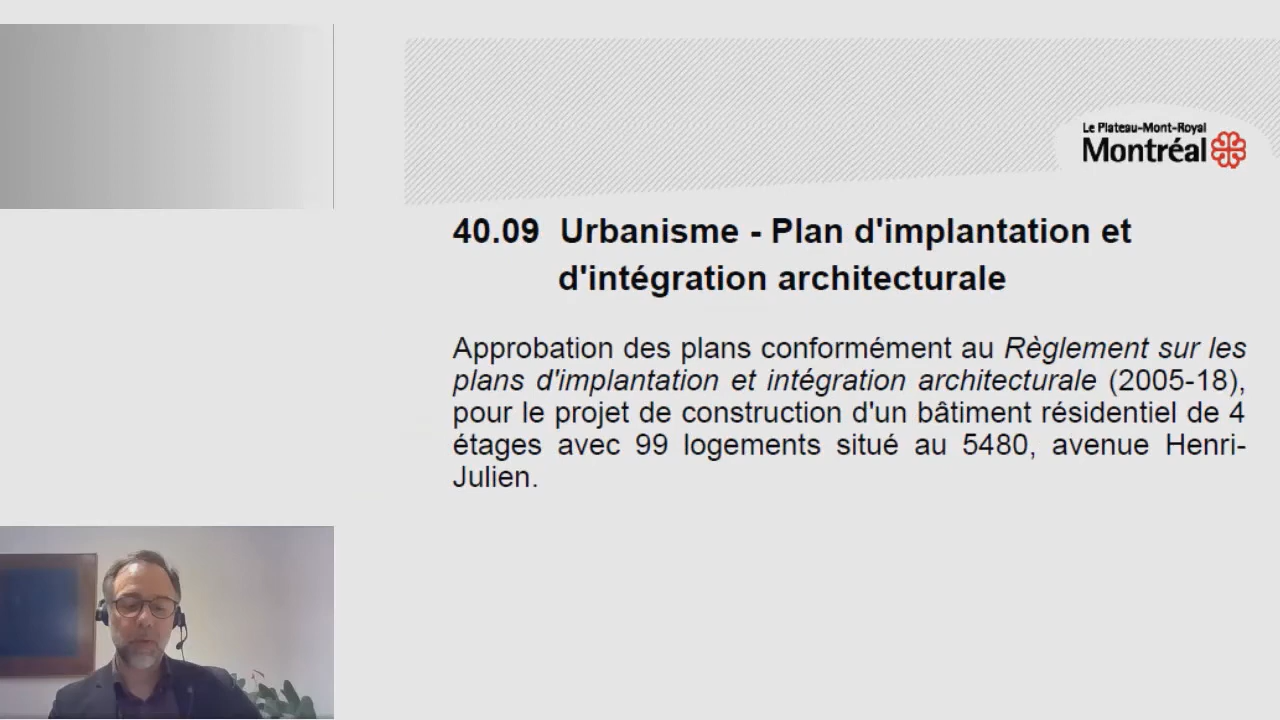 Le Plateau-Mont-Royal
Montréal
40.09 Urbanisme - Plan d'implantation et
d'intégration architecturale
Approbation des plans conformément au Règlement sur les
plans d'implantation et intégration architecturale (2005-18),
pour le projet de construction d'un bâtiment résidentiel de 4
étages avec 99 logements situé au 5480, avenue Henri-
Julien.